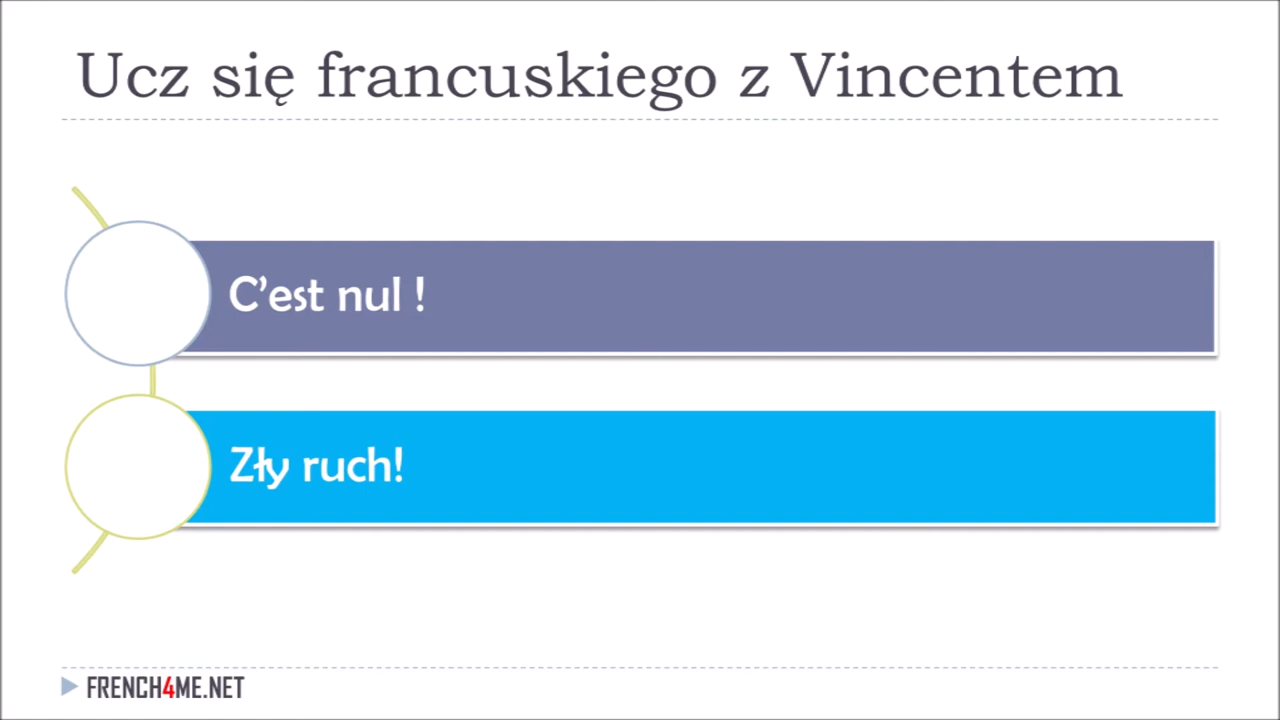 Ucz się francuskiego z Vincentem
C’est nul !
Zły ruch!
FRENCH4ME.NET